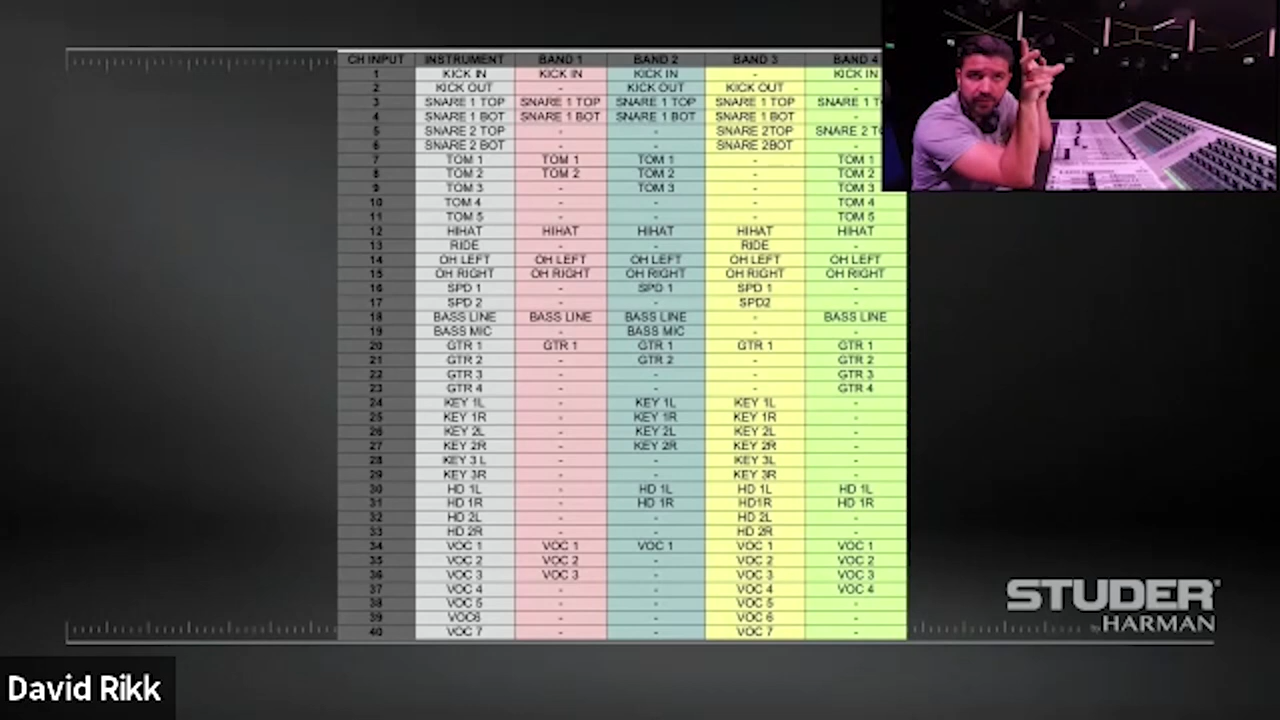 CH INPUT INSTRUMENT BAND 1 BAND 2 BAND 3 BAND 4
1 KICK IN KICK IN KICK IN - KICK IN
2 KICK OUT - KICK OUT KICK OUT -
3 SNARE 1 TOP SNARE 1 TOP SNARE 1 TOP SNARE 1 TOP SNARE 1 T
4 SNARE 1 BOT SNARE 1 BOT SNARE 1 BOT SNARE 1 BOT -
5 SNARE 2 TOP - - SNARE 2TOP SNARE 2 TO
6 SNARE 2 BOT - - SNARE 2BOT -
7 TOM 1 TOM 1 TOM 1 - TOM 1
8 TOM 2 TOM 2 TOM 2 - TOM 2
9 TOM 3 - TOM 3 - TOM 3
10 TOM 4 - - - TOM 4
11 TOM 5 - - - TOM 5
12 HIHAT HIHAT HIHAT HIHAT HIHAT
13 RIDE - - RIDE -
14 OH LEFT OH LEFT OH LEFT OH LEFT OH LEFT
15 OH RIGHT OH RIGHT OH RIGHT OH RIGHT OH RIGHT
16 SPD 1 - SPD 1 SPD 1 -
17 SPD 2 - - SPD2 -
18 BASS LINE BASS LINE BASS LINE - BASS LINE
19 BASS MIC - BASS MIC - -
20 GTR 1 GTR 1 GTR 1 GTR 1 GTR 1
21 GTR 2 - GTR 2 - GTR 2
22 GTR 3 - - - GTR 3
23 GTR 4 - - - GTR 4
24 KEY 1L - KEY 1L KEY 1L -
25 KEY 1R - KEY 1R KEY 1R -
26 KEY 2L - KEY 2L KEY 2L -
27 KEY 2R - KEY 2R KEY 2R -
28 KEY 3 L - - KEY 3L -
29 KEY 3R - - KEY 3R -
30 HD 1L - HD 1L HD 1L HD 1L
31 HD 1R - HD 1R HD1R HD 1R
32 HD 2L - - HD 2L -
33 HD 2R - - HD 2R -
34 VOC 1 VOC 1 VOC 1 VOC 1 VOC 1
35 VOC 2 VOC 2 - VOC 2 VOC 2
36 VOC 3 VOC 3 - VOC 3 VOC 3
37 VOC 4 - - VOC 4 VOC 4
38 VOC 5 - - VOC 5 -
39 VOC6 - - VOC 6 -
40 VOC 7 - - VOC 7 -
STUDER
by HARMAN
David Rikk